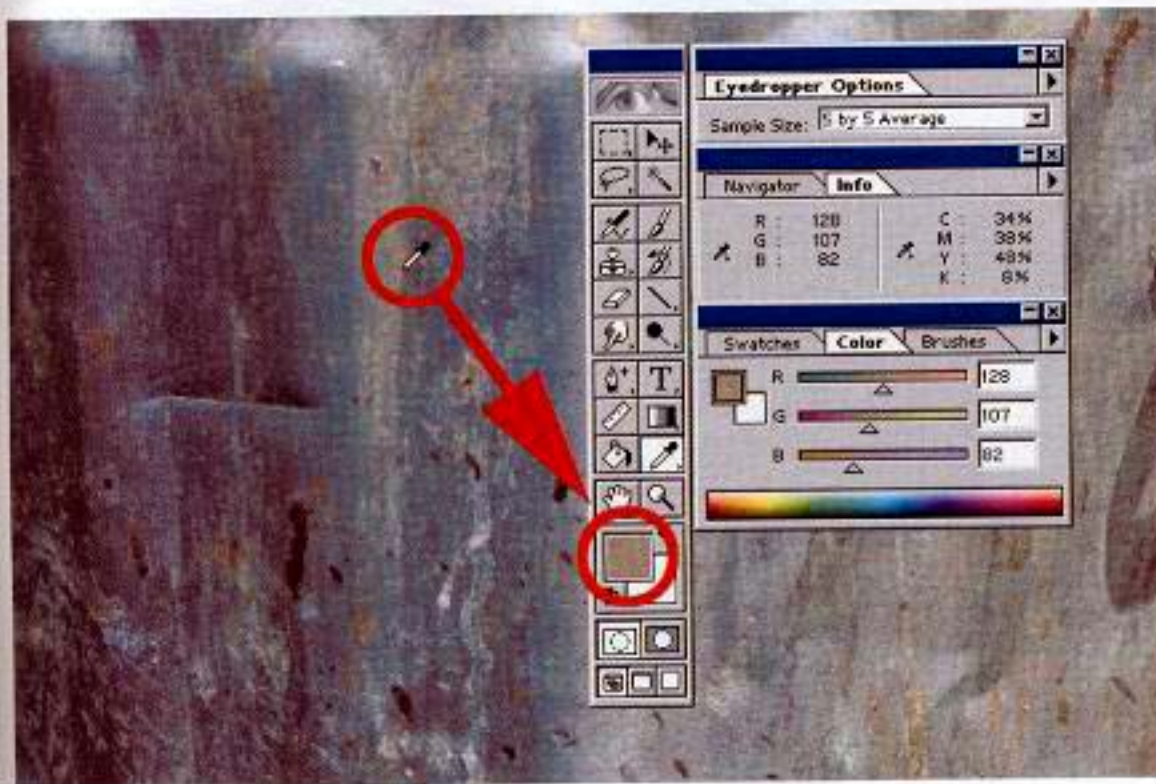 Eyedropper Options
Sample Size: 5 by 5 Average
Navigator Info
R : 128 C : 34%
G : 107 M : 38%
B : 82 Y : 48%
K : 8%
Swatches Color Brushes
R 128
T
G 107
B 82